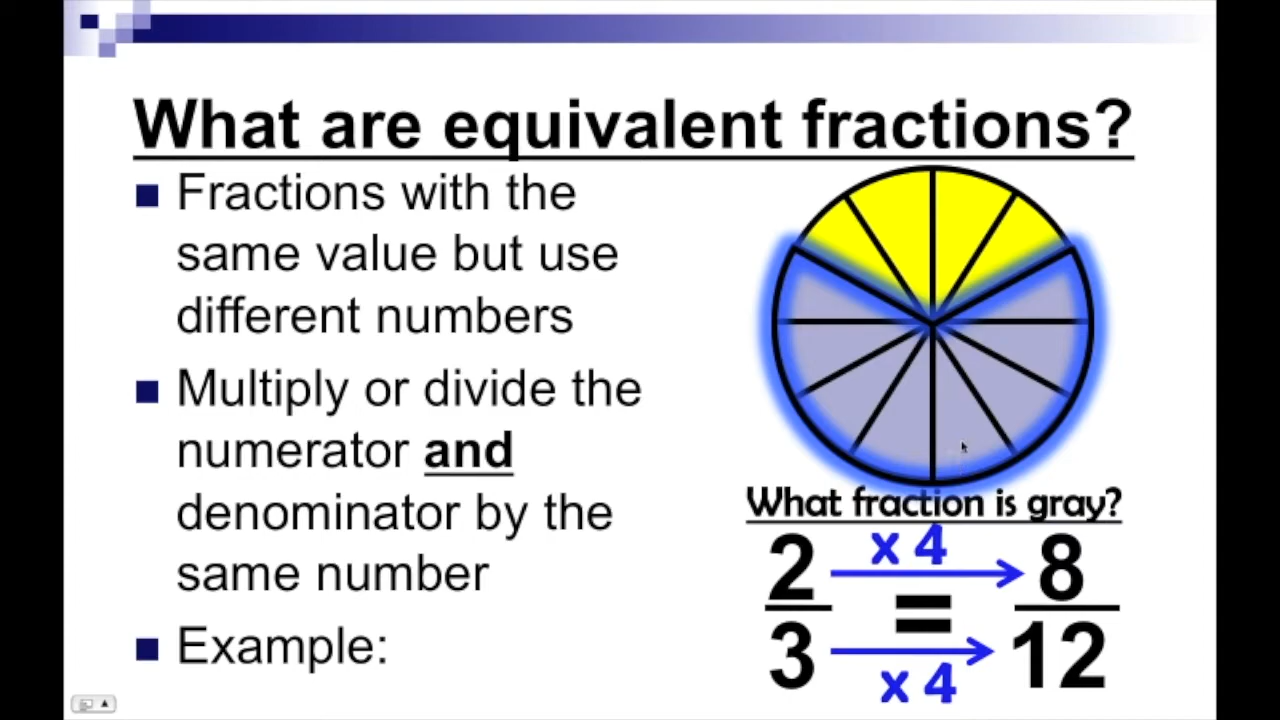 What are equivalent fractions?
Fractions with the
same value but use
different numbers
Multiply or divide the
numerator and
denominator by the
same number
Example:
What fraction is gray?
x 4
2 = 8
3 12
x 4